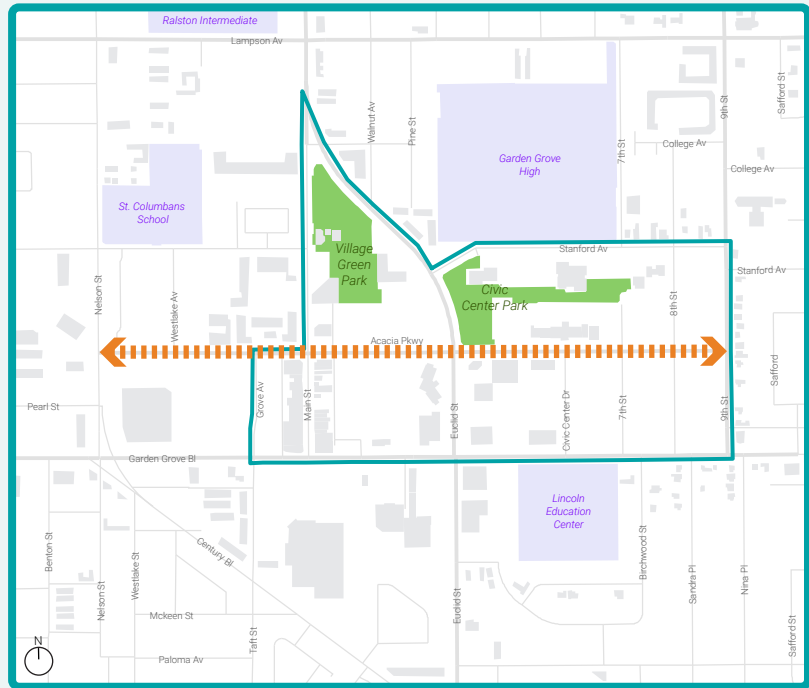 Ralston Intermediate
Lampson Av
Safford St
9th St
Walnut Av
Pine St
7th St
College Av
Garden Grove
High
College Av
St. Columbans
School
Stanford Av
Village
Green
Park
Stanford Av
Nelson St
Westlake Av
Civic
Center Park
8th St
Acacia Pkwy
Safford
Grove Av
Main St
Euclid St
Civic Center Dr
7th St
9th St
Pearl St
Garden Grove Bl
Lincoln
Education
Center
Benton St
Century Bl
Birchwood St
Nelson St
Westlake St
Sandra Pl
Nina Pl
Euclid St
Mckeen St
Taft St
Safford St
N
Paloma Av